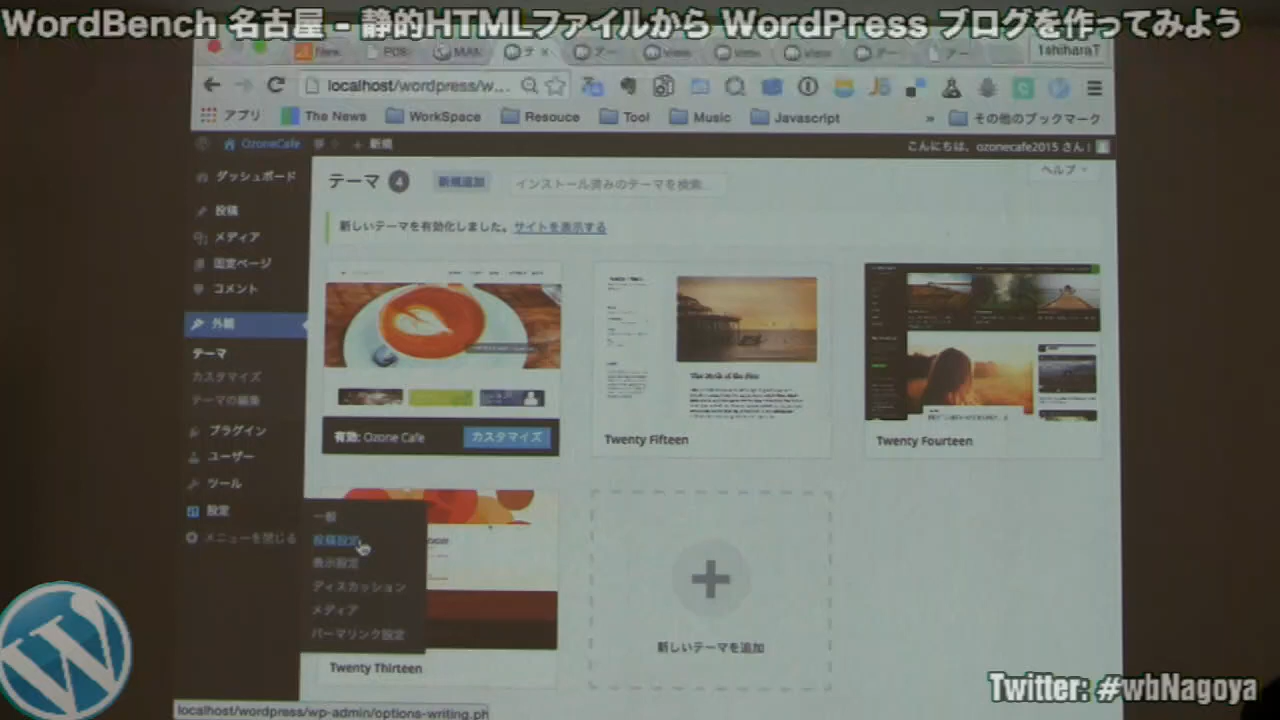 WordBench 名古屋 - 静的HTMLファイルから WordPress ブログを作ってみよう
IshiharaT
localhost/wordpress/w...
アプリ The News WorkSpace Resouce Tool Music Javascript » その他のブックマーク
OzoneCafe + 新規 こんにちは、ozonecafe2015 さん！
ヘルプ
ダッシュボード
投稿
メディア
固定ページ
コメント
外観
テーマ
カスタマイズ
テーマの編集
プラグイン
ユーザー
ツール
設定
メニューを閉じる
テーマ 4 新規追加 インストール済みのテーマを検索...
新しいテーマを有効化しました。サイトを表示する
有効: Ozone Cafe カスタマイズ
Twenty Fifteen
Twenty Fourteen
一般
投稿設定
表示設定
ディスカッション
メディア
パーマリンク設定
Twenty Thirteen
新しいテーマを追加
localhost/wordpress/wp-admin/options-writing.ph
Twitter: #wbNagoya